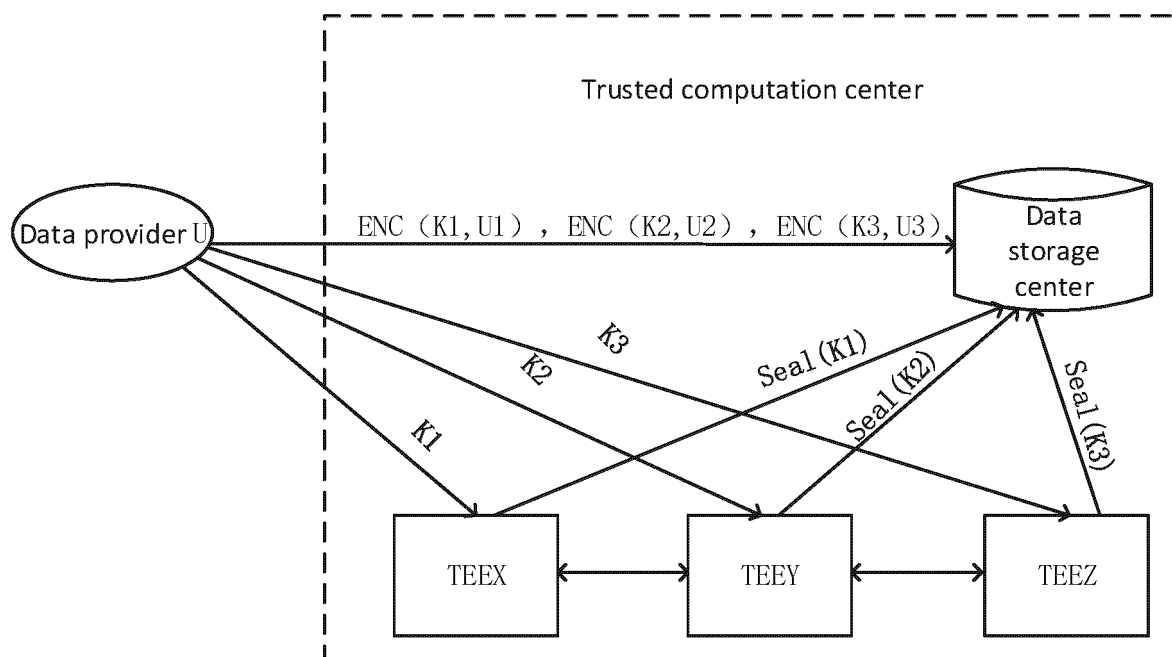 Trusted computation center
Data provider U
ENC (K1,U1) , ENC (K2,U2) , ENC (K3,U3)
Data
storage
center
K3
K2
K1
Seal(K1)
Seal(K2)
Seal(K3)
TEEX
TEEY
TEEZ